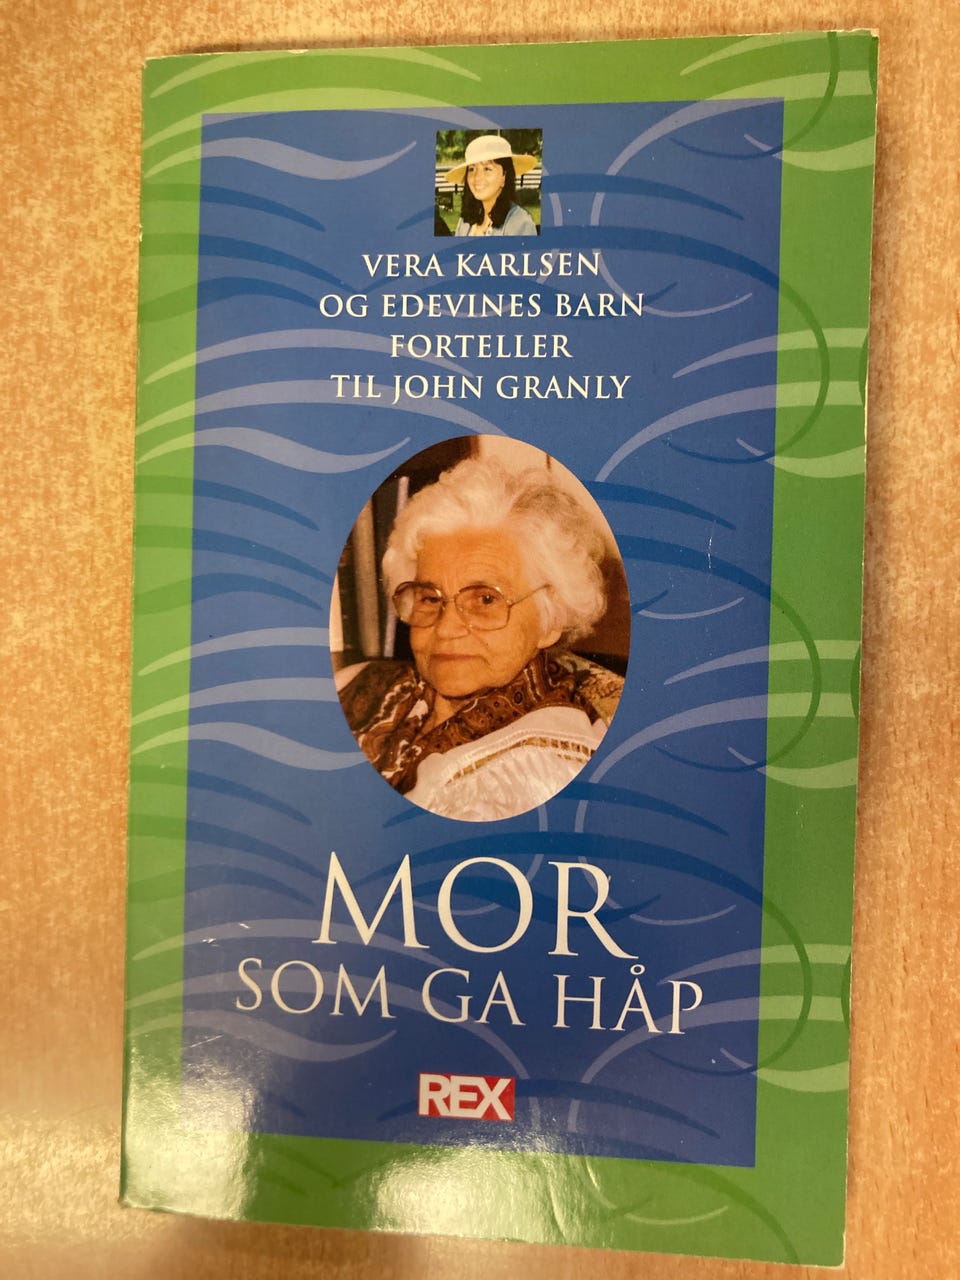 VERA KARLSEN
OG EDEVINES BARN
FORTELLER
TIL JOHN GRANLY
MOR
SOM GA HÅP
REX